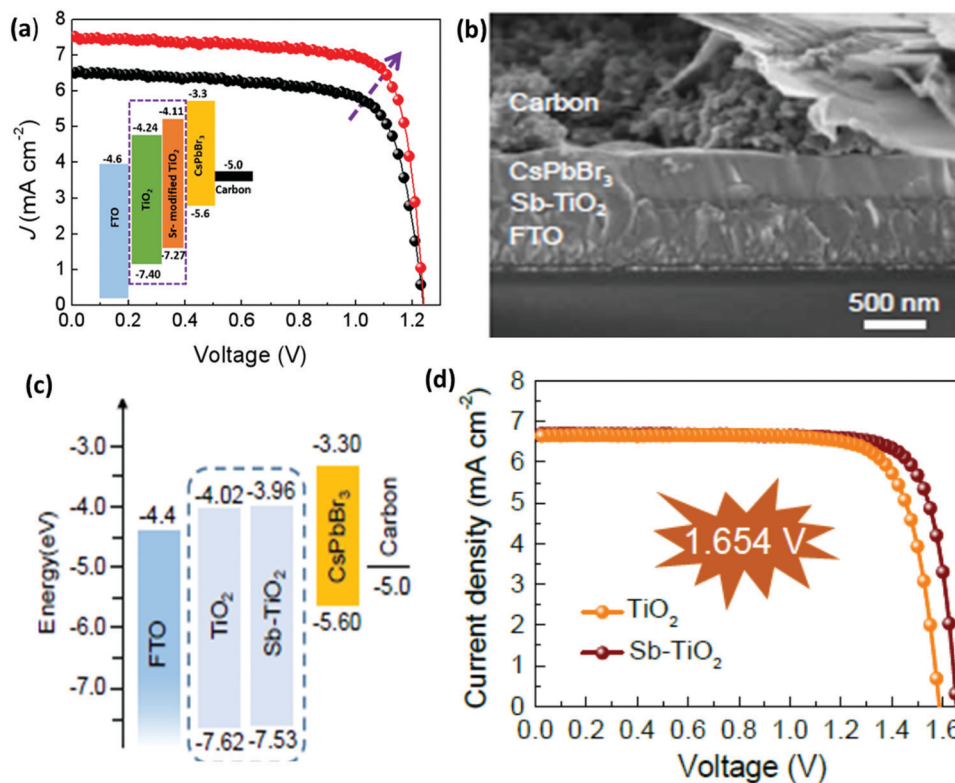 (a)
J (mA cm⁻²)
8
7
6
5
4
3
2
1
0
0.0 0.2 0.4 0.6 0.8 1.0 1.2
Voltage (V)
-4.6
FTO
-4.24
TiO₂
-7.40
-4.11
Sr- modified TiO₂
-7.27
-3.3
CsPbBr₃
-5.6
-5.0
Carbon
(b)
Carbon
CsPbBr₃
Sb-TiO₂
FTO
500 nm
(c)
Energy(eV)
-3.0
-4.0
-5.0
-6.0
-7.0
-4.4
FTO
-4.02
TiO₂
-7.62
-3.96
Sb-TiO₂
-7.53
-3.30
CsPbBr₃
-5.60
Carbon
-5.0
(d)
Current density (mA cm⁻²)
8
7
6
5
4
3
2
1
0
1.654 V
TiO₂
Sb-TiO₂
0.0 0.2 0.4 0.6 0.8 1.0 1.2 1.4 1.6
Voltage (V)